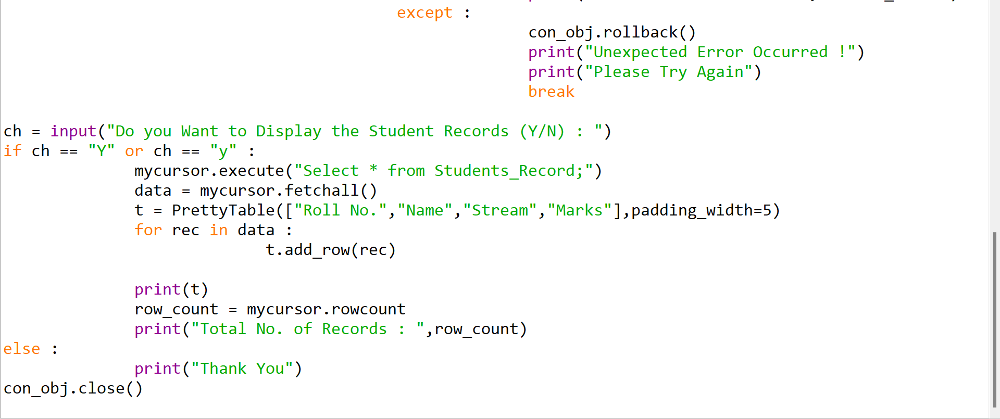 except :
con_obj.rollback()
print("Unexpected Error Occurred !")
print("Please Try Again")
break
ch = input("Do you Want to Display the Student Records (Y/N) : ")
if ch == "Y" or ch == "y" :
mycursor.execute("Select * from Students_Record;")
data = mycursor.fetchall()
t = PrettyTable(["Roll No.","Name","Stream","Marks"],padding_width=5)
for rec in data :
t.add_row(rec)
print(t)
row_count = mycursor.rowcount
print("Total No. of Records : ",row_count)
else :
print("Thank You")
con_obj.close()